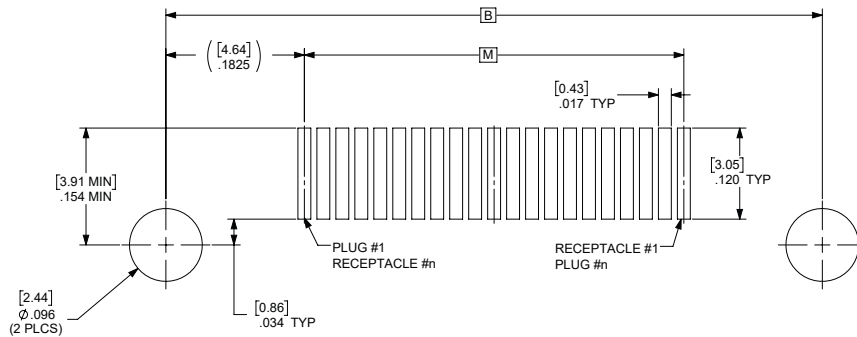 B
[4.64]
.1825
M
[0.43]
.017 TYP
[3.91 MIN]
.154 MIN
[3.05]
.120 TYP
PLUG #1
RECEPTACLE #n
RECEPTACLE #1
PLUG #n
[2.44]
Ø.096
(2 PLCS)
[0.86]
.034 TYP